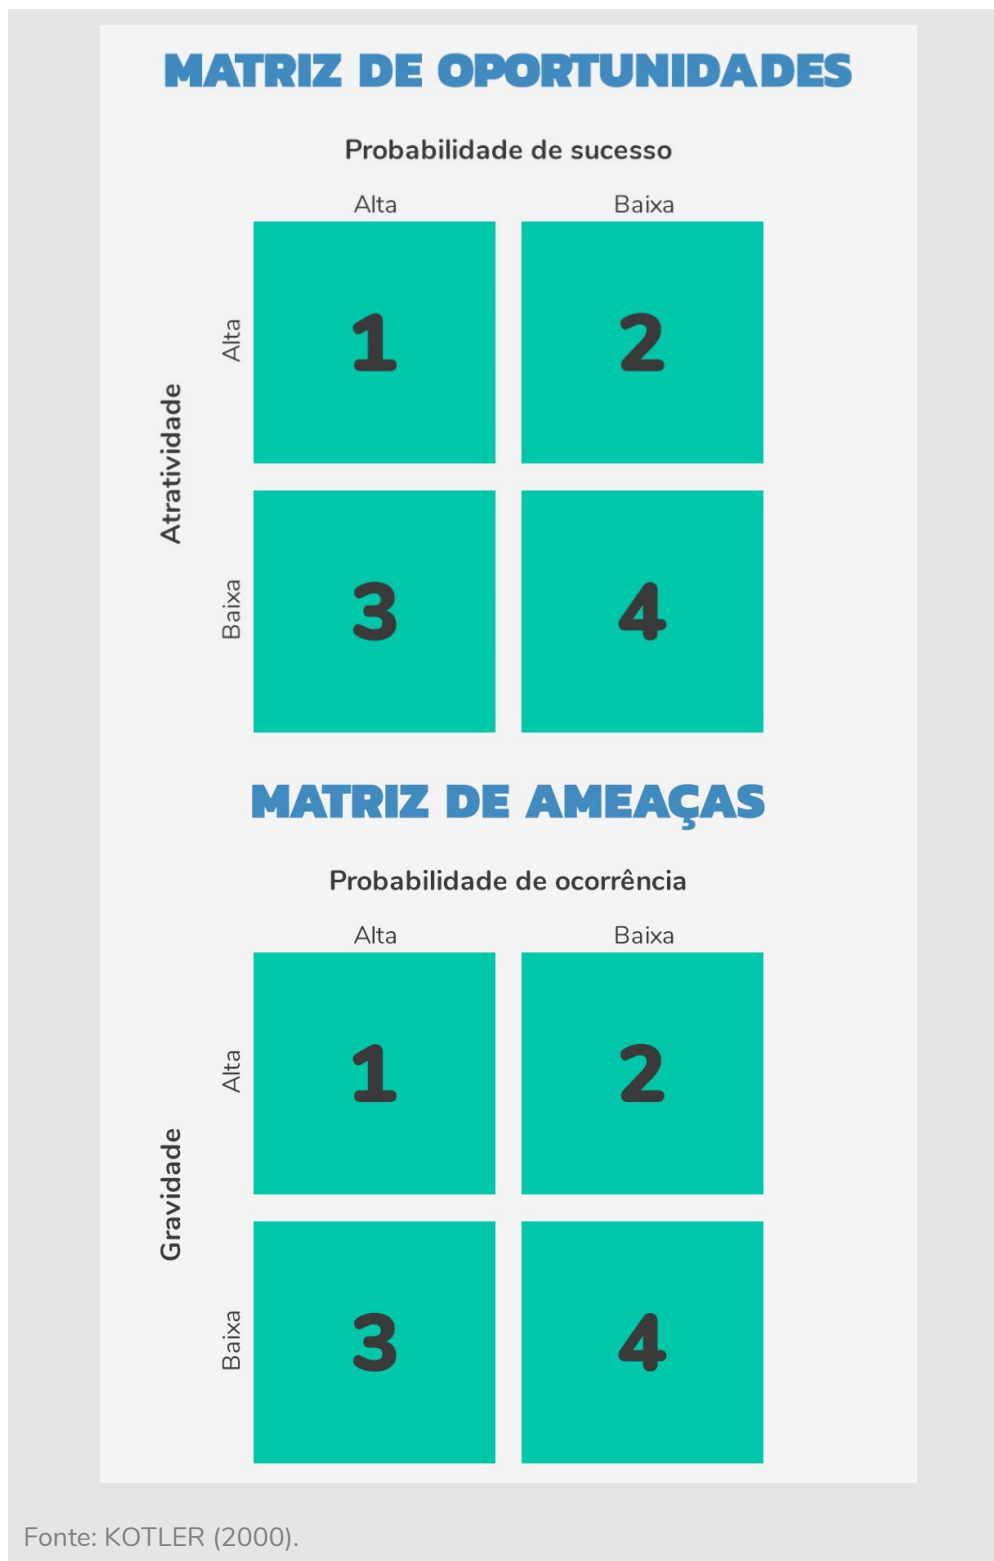 MATRIZ DE OPORTUNIDADES
Probabilidade de sucesso
Alta
Baixa
Atratividade
Alta
1
2
Baixa
3
4
MATRIZ DE AMEAÇAS
Probabilidade de ocorrência
Alta
Baixa
Gravidade
Alta
1
2
Baixa
3
4
Fonte: KOTLER (2000).